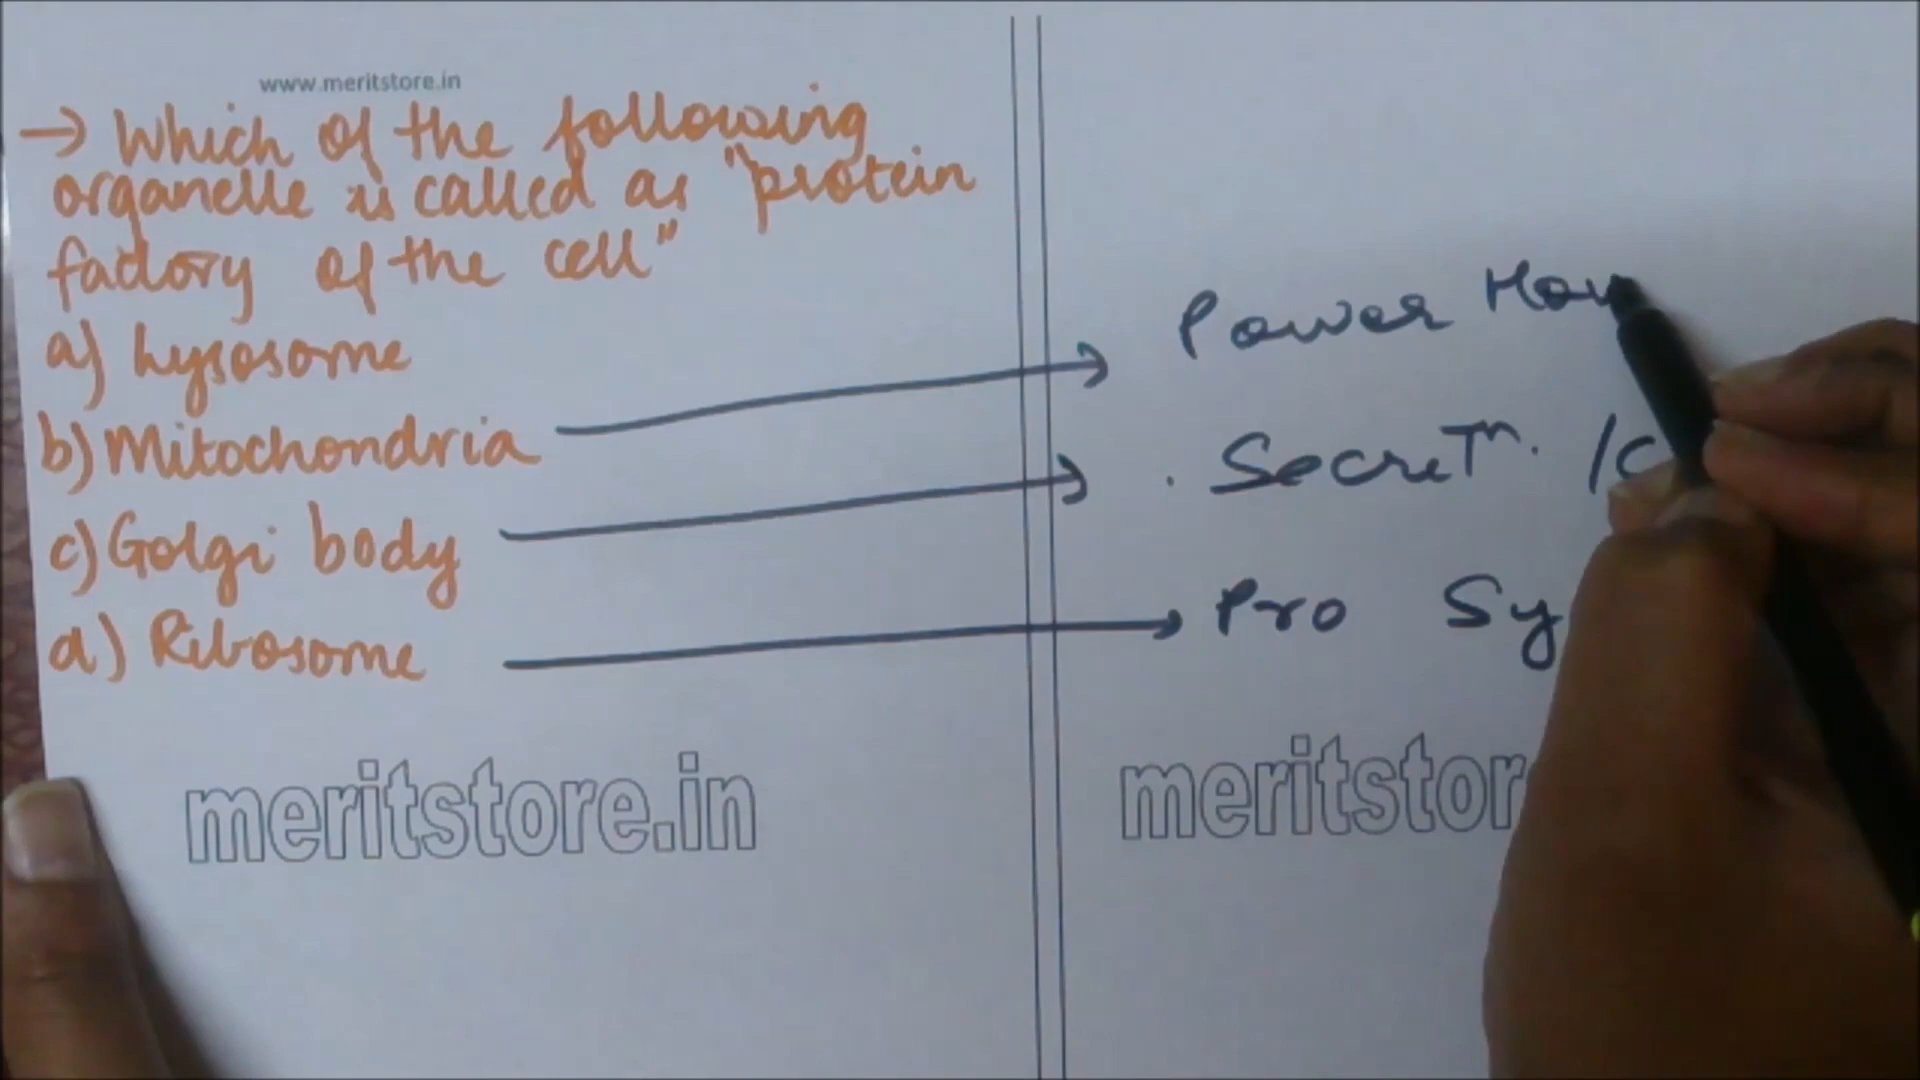 www.meritstore.in
→ Which of the following
organelle is called as "protein
factory of the cell"
a) Lysosome
b) Mitochondria
c) Golgi body
d) Ribosome
Power Hou
Secretⁿ. /C
Pro Sy
meritstore.in
meritstor